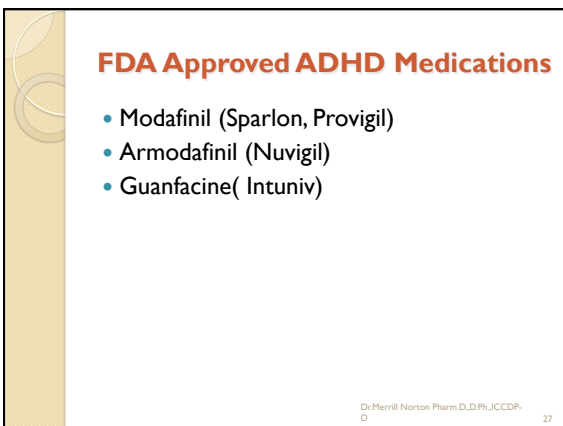 FDA Approved ADHD Medications
• Modafinil (Sparlon, Provigil)
• Armodafinil (Nuvigil)
• Guanfacine( Intuniv)
Dr.Merrill Norton Pharm.D.,D.Ph.,ICCDP-
D
27